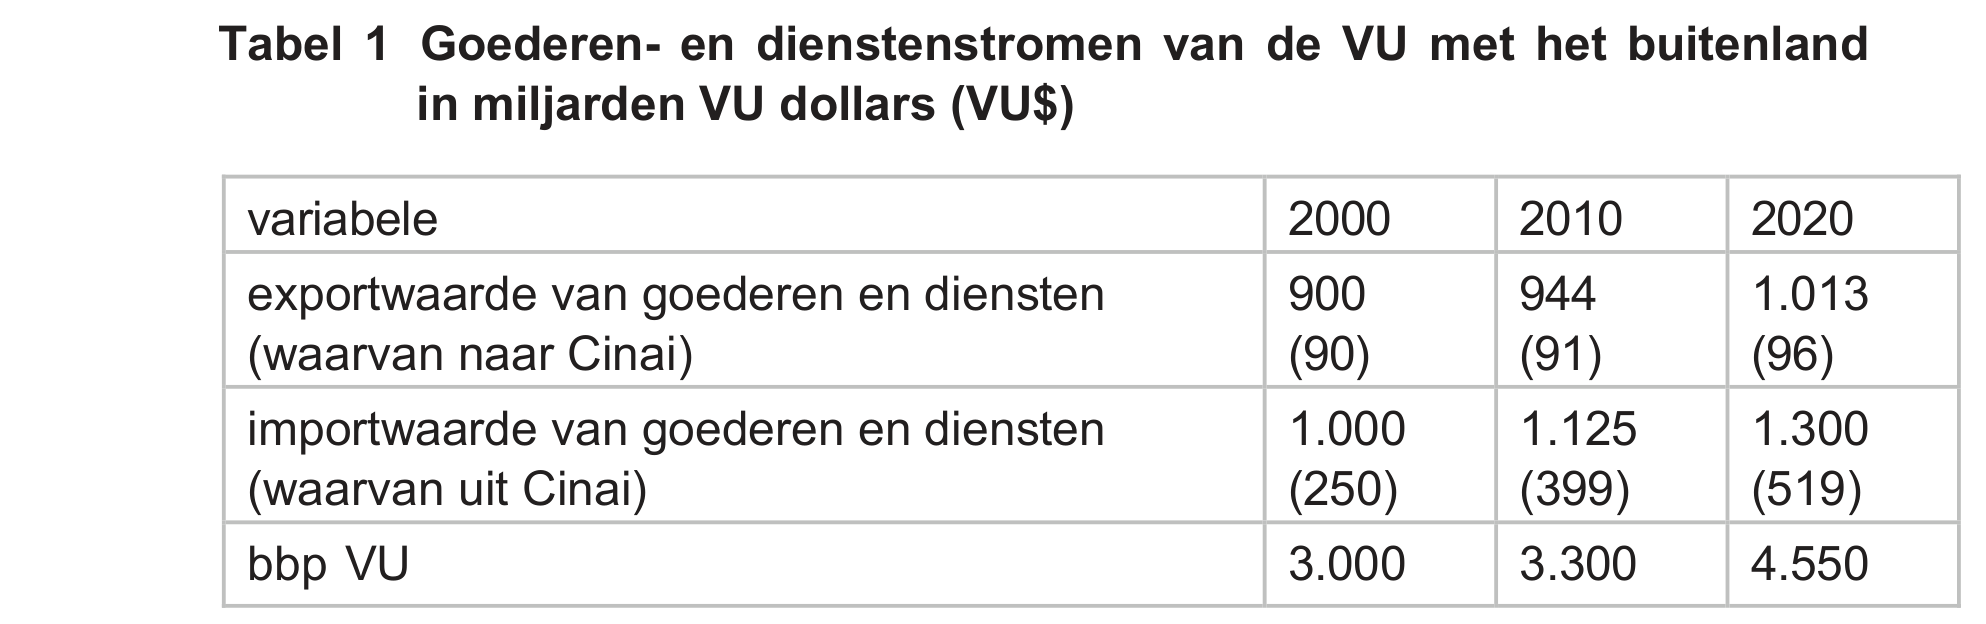 Tabel 1 Goederen- en dienstenstromen van de VU met het buitenland
in miljarden VU dollars (VU$)
variabele 2000 2010 2020
exportwaarde van goederen en diensten 900 944 1.013
(waarvan naar Cinai) (90) (91) (96)
importwaarde van goederen en diensten 1.000 1.125 1.300
(waarvan uit Cinai) (250) (399) (519)
bbp VU 3.000 3.300 4.550